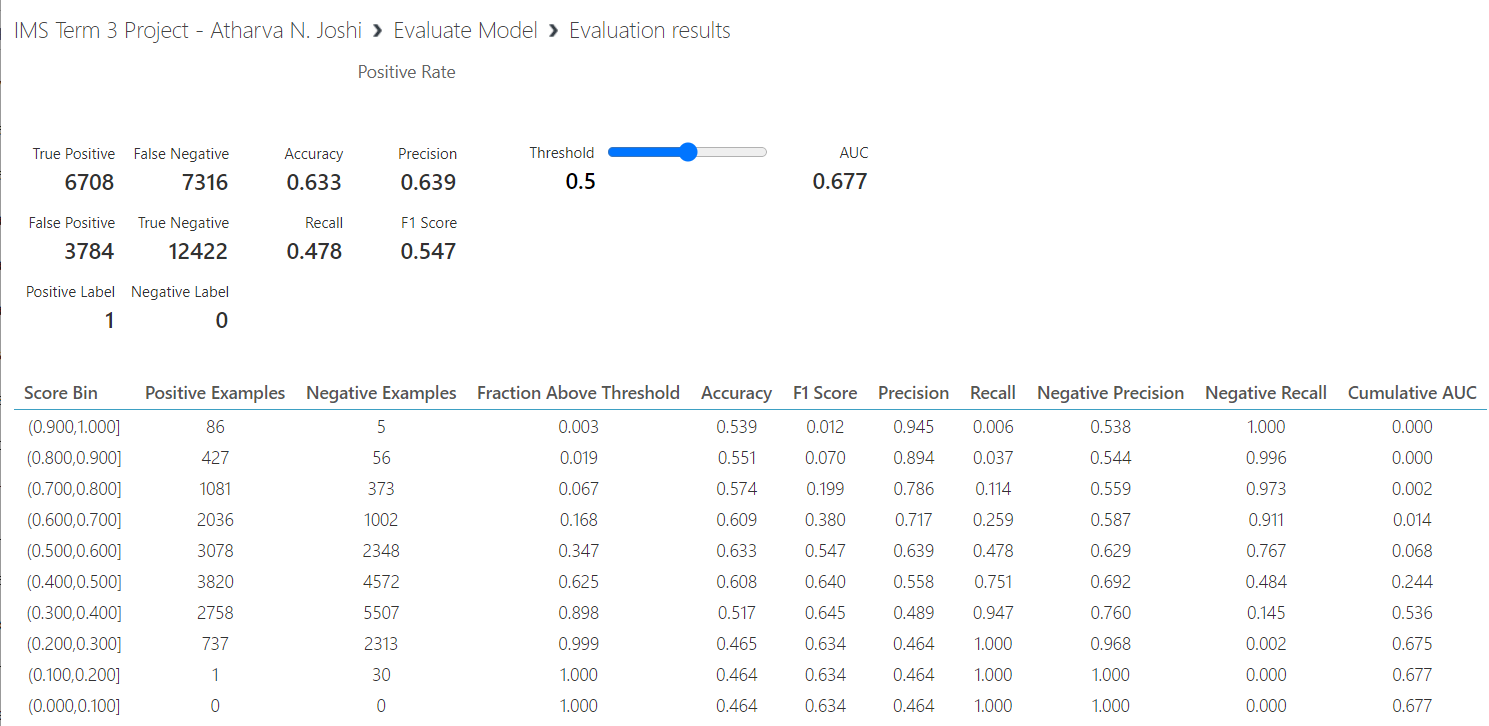 IMS Term 3 Project - Atharva N. Joshi › Evaluate Model › Evaluation results
Positive Rate
True Positive False Negative Accuracy Precision Threshold AUC
6708 7316 0.633 0.639 0.5 0.677
False Positive True Negative Recall F1 Score
3784 12422 0.478 0.547
Positive Label Negative Label
1 0
Score Bin Positive Examples Negative Examples Fraction Above Threshold Accuracy F1 Score Precision Recall Negative Precision Negative Recall Cumulative AUC
(0.900,1.000] 86 5 0.003 0.539 0.012 0.945 0.006 0.538 1.000 0.000
(0.800,0.900] 427 56 0.019 0.551 0.070 0.894 0.037 0.544 0.996 0.000
(0.700,0.800] 1081 373 0.067 0.574 0.199 0.786 0.114 0.559 0.973 0.002
(0.600,0.700] 2036 1002 0.168 0.609 0.380 0.717 0.259 0.587 0.911 0.014
(0.500,0.600] 3078 2348 0.347 0.633 0.547 0.639 0.478 0.629 0.767 0.068
(0.400,0.500] 3820 4572 0.625 0.608 0.640 0.558 0.751 0.692 0.484 0.244
(0.300,0.400] 2758 5507 0.898 0.517 0.645 0.489 0.947 0.760 0.145 0.536
(0.200,0.300] 737 2313 0.999 0.465 0.634 0.464 1.000 0.968 0.002 0.675
(0.100,0.200] 1 30 1.000 0.464 0.634 0.464 1.000 1.000 0.000 0.677
(0.000,0.100] 0 0 1.000 0.464 0.634 0.464 1.000 1.000 0.000 0.677